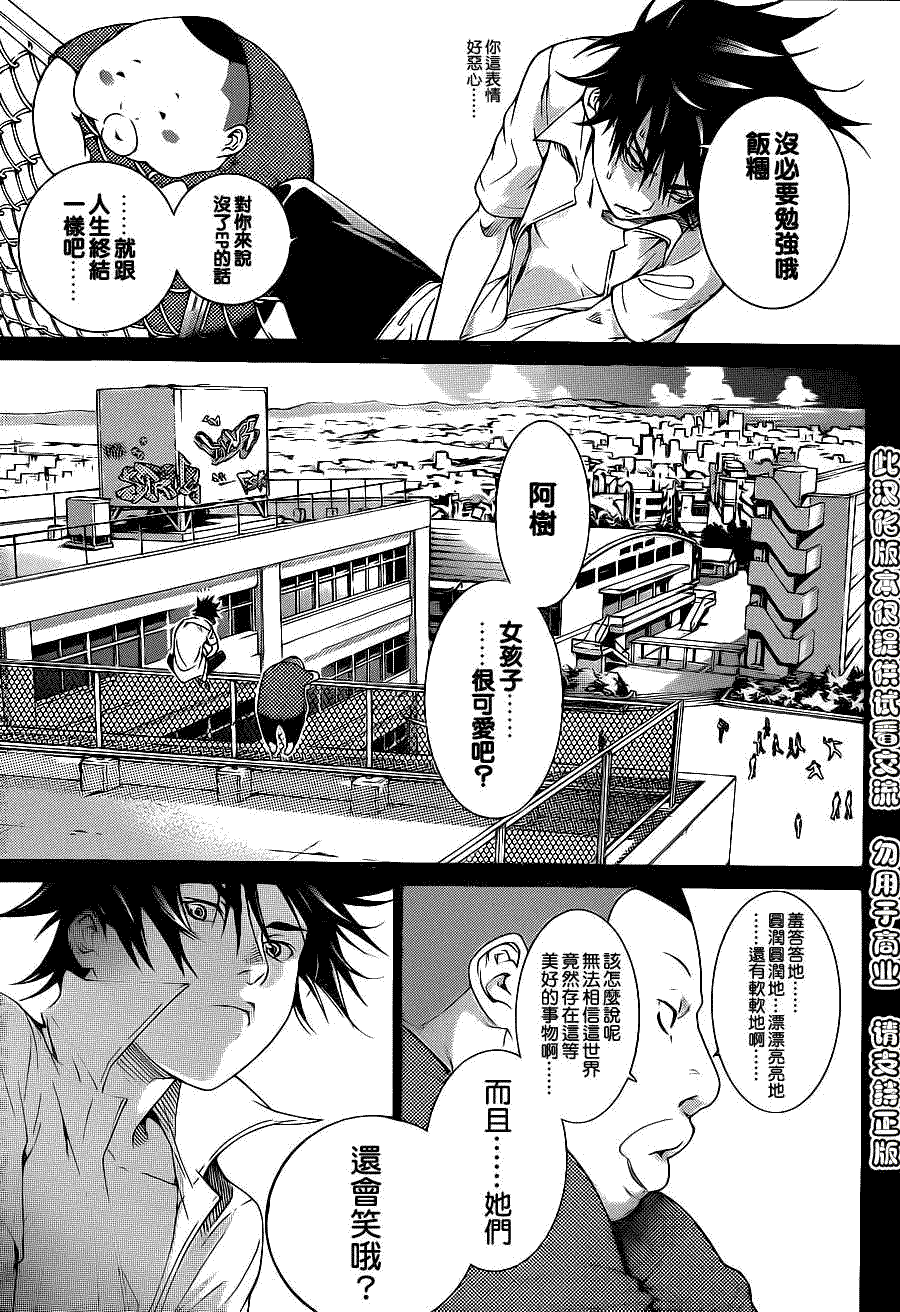 沒必要勉強哦
飯糰
你這表情
好惡心……
對你來說
沒了EP的話
……就跟
人生終結
一樣吧……
阿樹
女孩子……
……很可愛吧？
羞答答地……
圓潤圓潤地…漂漂亮亮地
……還有軟軟地啊……
該怎麼說呢
無法相信這世界
竟然存在這等
美好的事物啊……
而且……她們
還會笑哦？
此汉化版本仅提供试看交流 勿用于商业 请支持正版